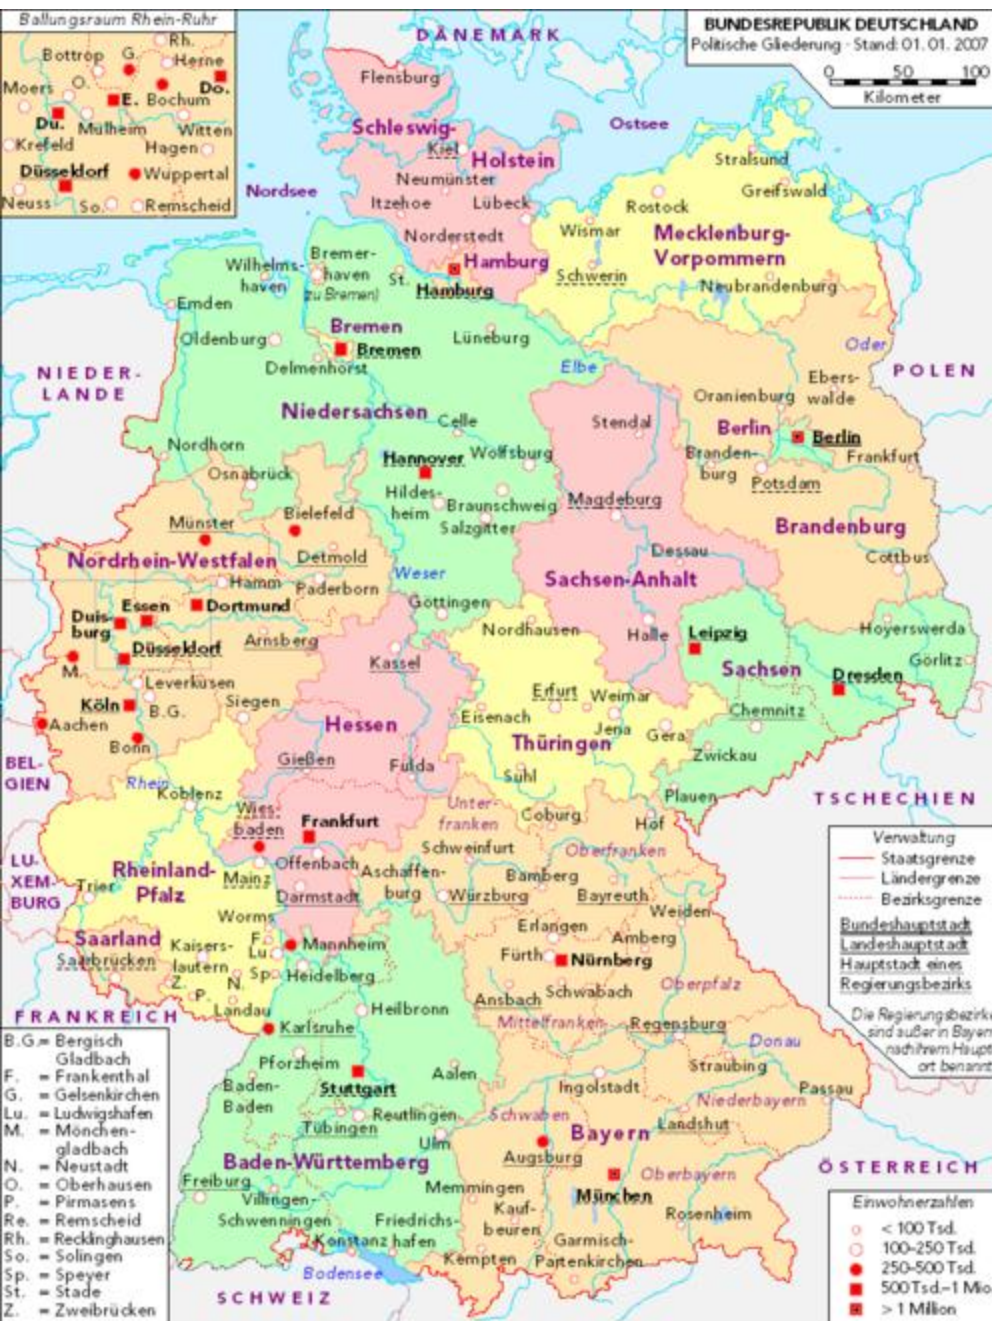 Ballungsraum Rhein-Ruhr
Rh.
Bottrop
G.
Herne
Moers
O.
Do.
E.
Bochum
Du.
Mülheim
Witten
Krefeld
Hagen
Düsseldorf
Wuppertal
Neuss
So.
Remscheid
BUNDESREPUBLIK DEUTSCHLAND
Politische Gliederung · Stand: 01. 01. 2007
0 50 100
Kilometer
DÄNEMARK
Flensburg
Schleswig-
Holstein
Kiel
Ostsee
Nordsee
Neumünster
Itzehoe
Lübeck
Norderstedt
Hamburg
Hamburg
St.
Stralsund
Greifswald
Rostock
Wismar
Mecklenburg-
Vorpommern
Schwerin
Neubrandenburg
Bremer-
haven
(zu Bremen)
Wilhelms-
haven
Emden
Oldenburg
Bremen
Bremen
Delmenhorst
Lüneburg
Elbe
Oder
NIEDER-
LANDE
POLEN
Niedersachsen
Celle
Nordhorn
Hannover
Wolfsburg
Osnabrück
Hildes-
heim
Braunschweig
Salzgitter
Stendal
Oranienburg
Ebers-
walde
Berlin
Berlin
Branden-
burg
Frankfurt
Potsdam
Magdeburg
Brandenburg
Cottbus
Münster
Bielefeld
Nordrhein-Westfalen
Detmold
Hamm
Paderborn
Weser
Göttingen
Dessau
Sachsen-Anhalt
Nordhausen
Halle
Leipzig
Hoyerswerda
Görlitz
Sachsen
Dresden
Duis-
burg
Essen
Dortmund
Düsseldorf
Arnsberg
M.
Leverkusen
Köln
B.G.
Siegen
Aachen
Bonn
Kassel
Hessen
Gießen
Fulda
Erfurt
Weimar
Eisenach
Jena
Gera
Thüringen
Suhl
Chemnitz
Zwickau
Plauen
BEL-
GIEN
Rhein
Koblenz
TSCHECHIEN
LU-
XEM-
BURG
Wies-
baden
Frankfurt
Offenbach
Mainz
Darmstadt
Rheinland-
Pfalz
Trier
Unter-
franken
Coburg
Hof
Schweinfurt
Oberfranken
Aschaffen-
burg
Bamberg
Würzburg
Bayreuth
Weiden
Worms
F.
Lu.
Mannheim
Saarland
Saarbrücken
Kaisers-
lautern
Sp.
Heidelberg
Z.
P.
N.
Landau
Erlangen
Amberg
Fürth
Nürnberg
Schwabach
Ansbach
Oberpfalz
Mittelfranken
Regensburg
Heilbronn
FRANKREICH
Karlsruhe
Pforzheim
Stuttgart
Aalen
Baden-
Baden
Reutlingen
Tübingen
Ulm
Baden-Württemberg
Freiburg
Villingen-
Schwenningen
Friedrichs-
hafen
Konstanz
Bodensee
SCHWEIZ
Donau
Straubing
Ingolstadt
Passau
Niederbayern
Schwaben
Landshut
Bayern
Augsburg
München
Oberbayern
Memmingen
Kauf-
beuren
Rosenheim
Garmisch-
Partenkirchen
Kempten
ÖSTERREICH
B.G.= Bergisch
Gladbach
F. = Frankenthal
G. = Gelsenkirchen
Lu. = Ludwigshafen
M. = Mönchen-
gladbach
N. = Neustadt
O. = Oberhausen
P. = Pirmasens
Re. = Remscheid
Rh. = Recklinghausen
So. = Solingen
Sp. = Speyer
St. = Stade
Z. = Zweibrücken
Verwaltung
Staatsgrenze
Ländergrenze
Bezirksgrenze
Bundeshauptstadt
Landeshauptstadt
Hauptstadt eines
Regierungsbezirks
Die Regierungsbezirke
sind außer in Bayern
nach ihrem Haupt
ort benannt
Einwohnerzahlen
< 100 Tsd.
100–250 Tsd.
250–500 Tsd.
500 Tsd.–1 Mio
> 1 Million